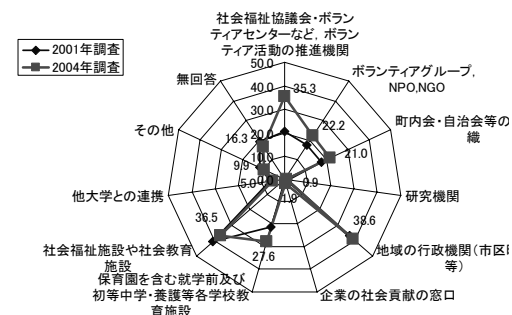 社会福祉協議会・ボラン
ティアセンターなど，ボラン
ティア活動の推進機関
2001年調査
2004年調査
50.0
40.0
30.0
20.0
10.0
0.0
ボランティアグループ，
NPO,NGO
町内会・自治会等の
織
研究機関
地域の行政機関（市区町
等）
企業の社会貢献の窓口
保育園を含む就学前及び
初等中学・養護等各学校教
育施設
社会福祉施設や社会教育
施設
他大学との連携
その他
無回答
35.3
22.2
21.0
0.9
38.6
1.9
27.6
36.5
5.0
9.9
16.3